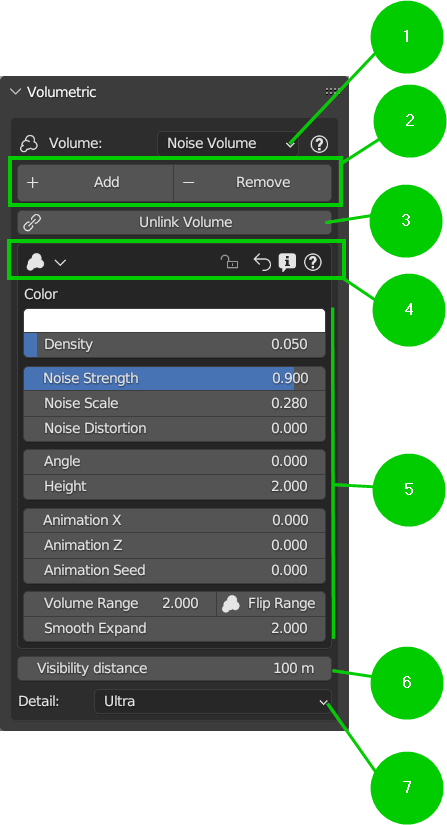 1
Volumetric
2
Volume: Noise Volume
Add Remove
3
Unlink Volume
4
Color
Density 0.050
Noise Strength 0.900
Noise Scale 0.280
Noise Distortion 0.000
Angle 0.000
5
Height 2.000
Animation X 0.000
Animation Z 0.000
Animation Seed 0.000
Volume Range 2.000 Flip Range
Smooth Expand 2.000
Visibility distance 100 m
6
Detail: Ultra
7